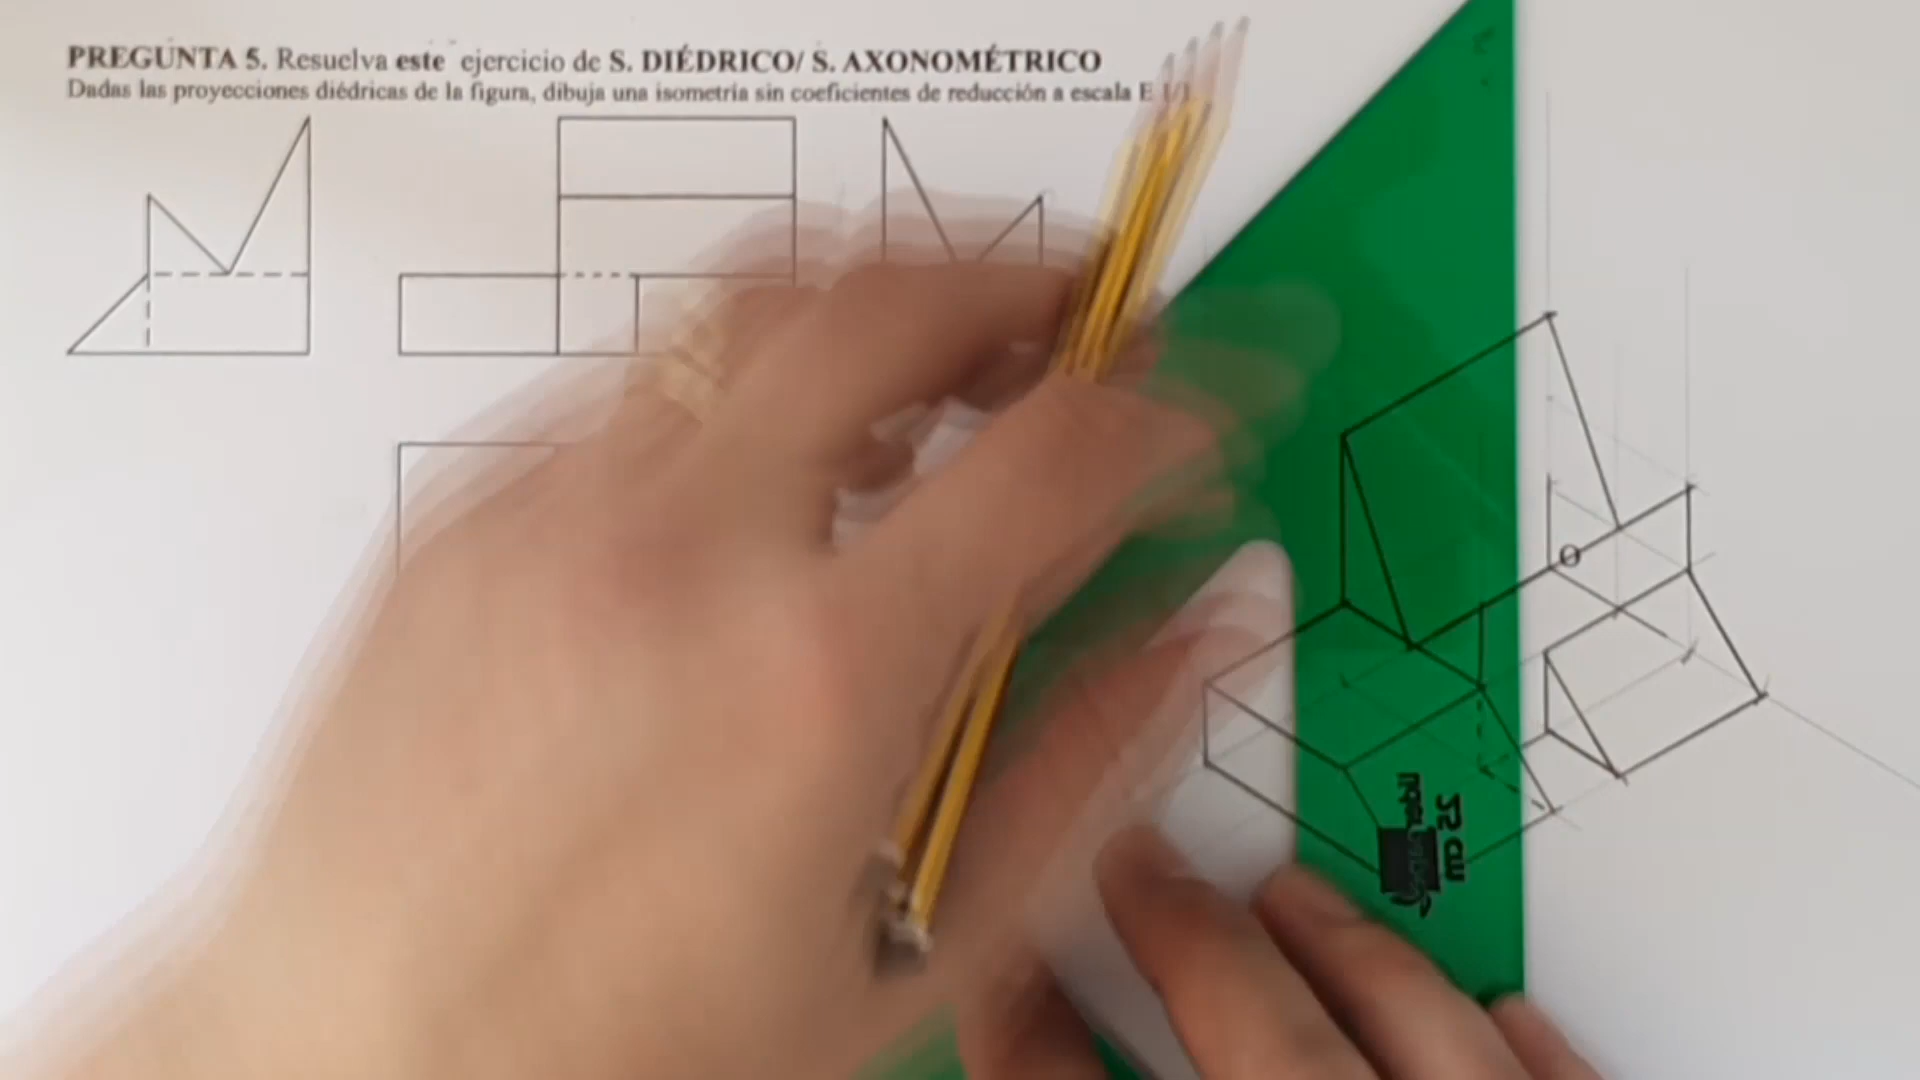 PREGUNTA 5. Resuelva este ejercicio de S. DIÉDRICO/ S. AXONOMÉTRICO
Dadas las proyecciones diédricas de la figura, dibuja una isometría sin coeficientes de reducción a escala E 1/1.
O